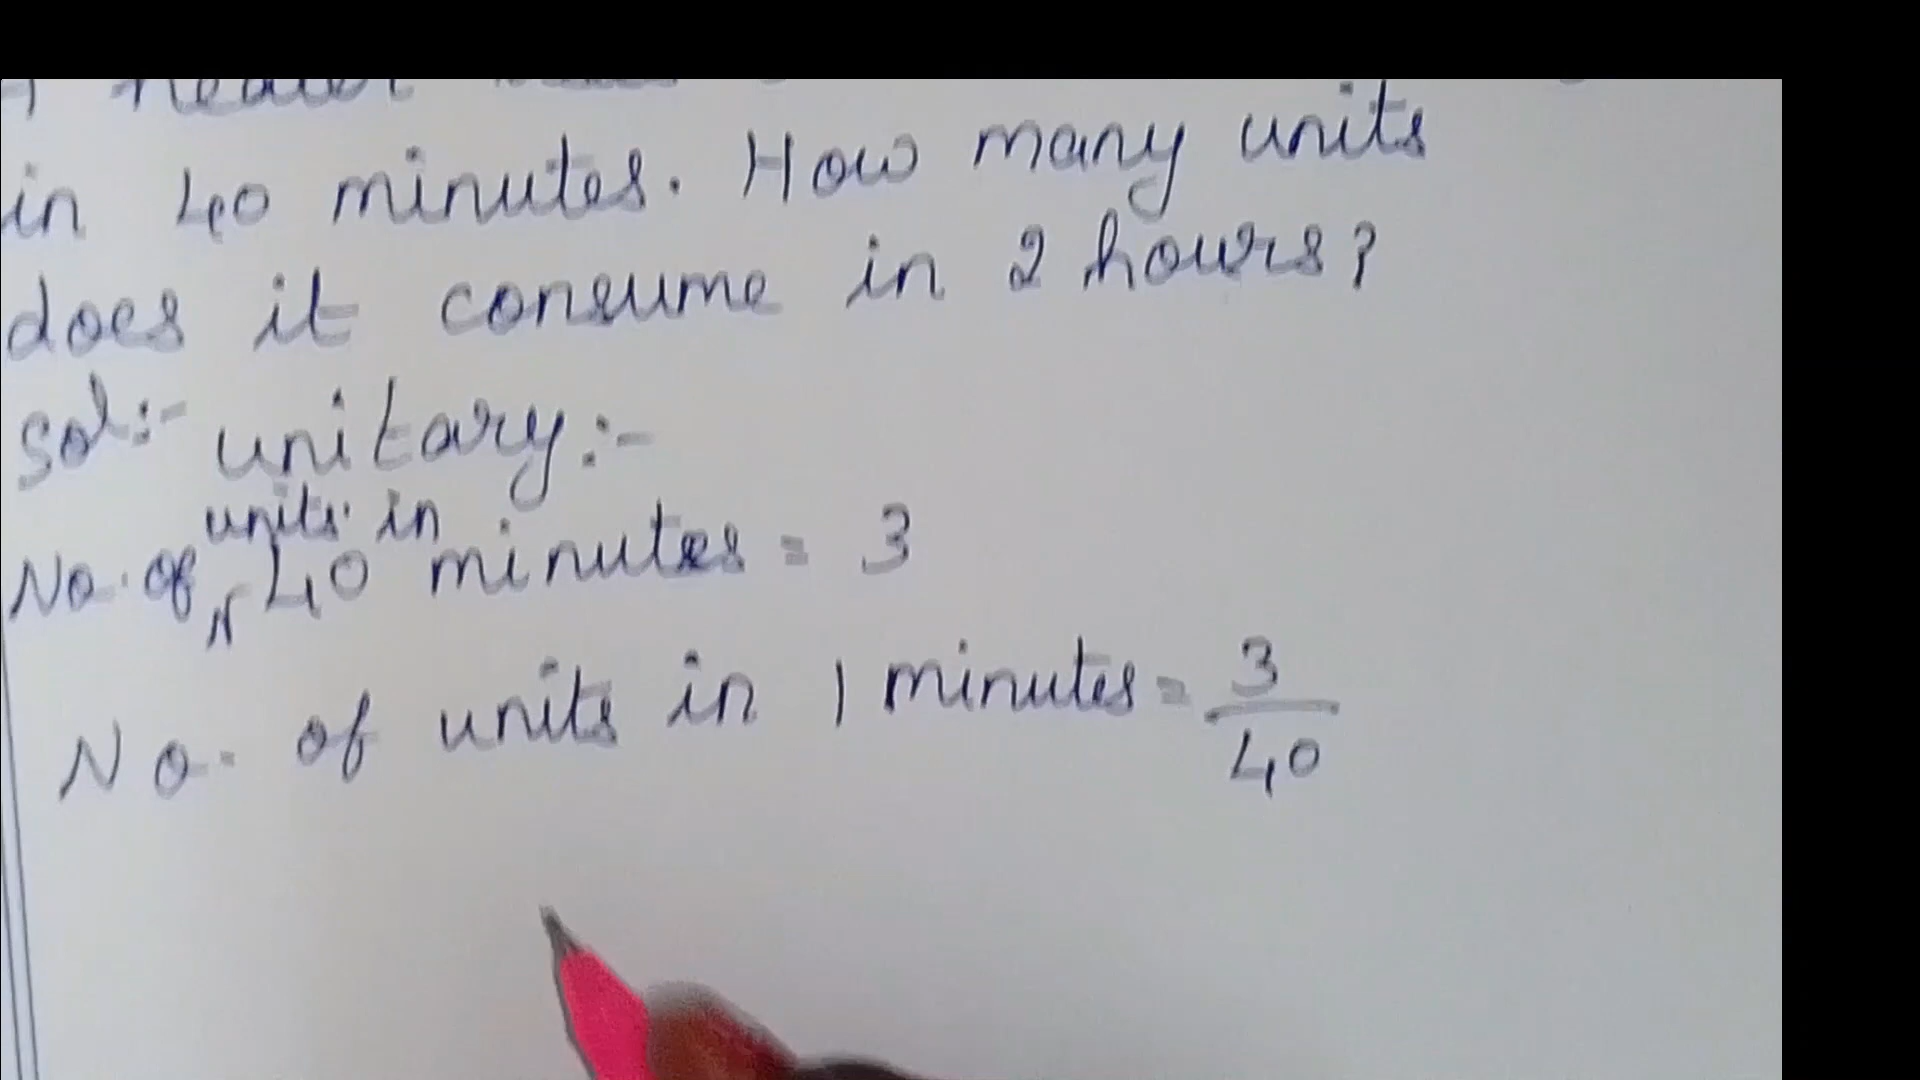 heater
in 40 minutes. How many units
does it consume in 2 hours?
Sol:- unitary:-
units in
No. of 40 minutes = 3
No. of units in 1 minutes = 3/40